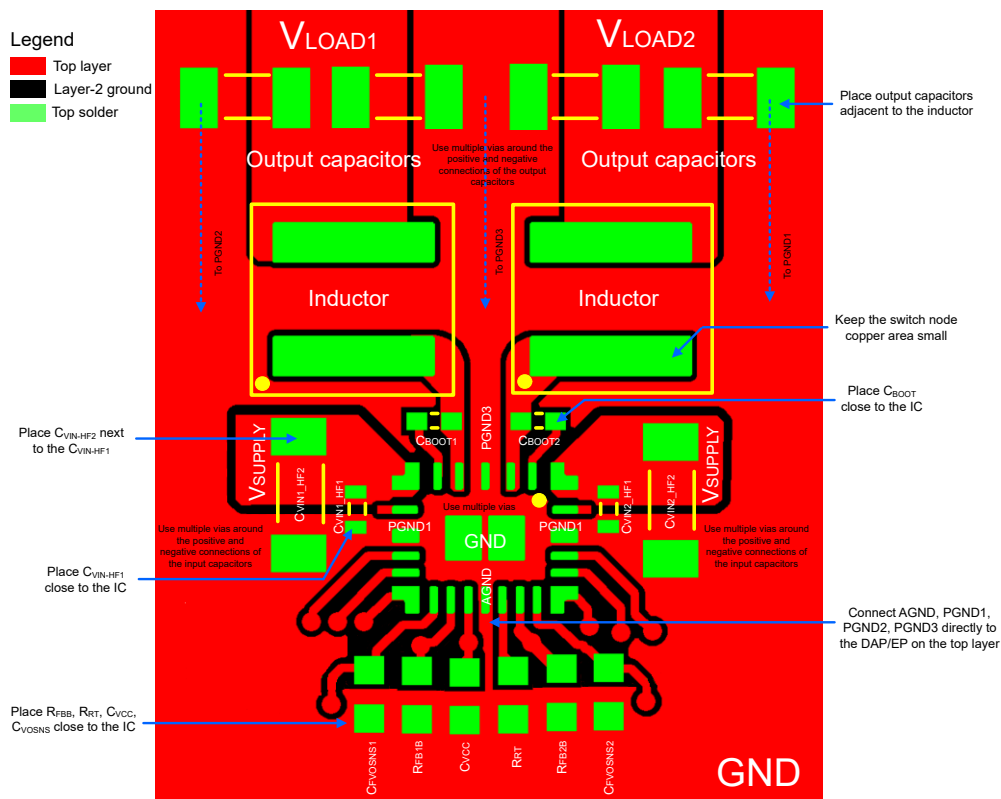 Legend
Top layer
Layer-2 ground
Top solder
VLOAD1
VLOAD2
Place output capacitors
adjacent to the inductor
Output capacitors
Use multiple vias around the
positive and negative
connections of the output
capacitors
Output capacitors
To PGND2
To PGND3
To PGND1
Inductor
Inductor
Keep the switch node
copper area small
Place CBOOT
close to the IC
CBOOT1
PGND3
CBOOT2
Place CVIN-HF2 next
to the CVIN-HF1
VSUPPLY
CVIN1_HF2
CVIN1_HF1
CVIN2_HF1
CVIN2_HF2
VSUPPLY
Use multiple vias
PGND1
PGND1
GND
AGND
Use multiple vias around
the positive and
negative connections of
the input capacitors
Use multiple vias around
the positive and
negative connections of
the input capacitors
Place CVIN-HF1
close to the IC
Connect AGND, PGND1,
PGND2, PGND3 directly to
the DAP/EP on the top layer
Place RFBB, RRT, CVCC,
CVOSNS close to the IC
CFVOSNS1
RFB1B
CVCC
RRT
RFB2B
CFVOSNS2
GND